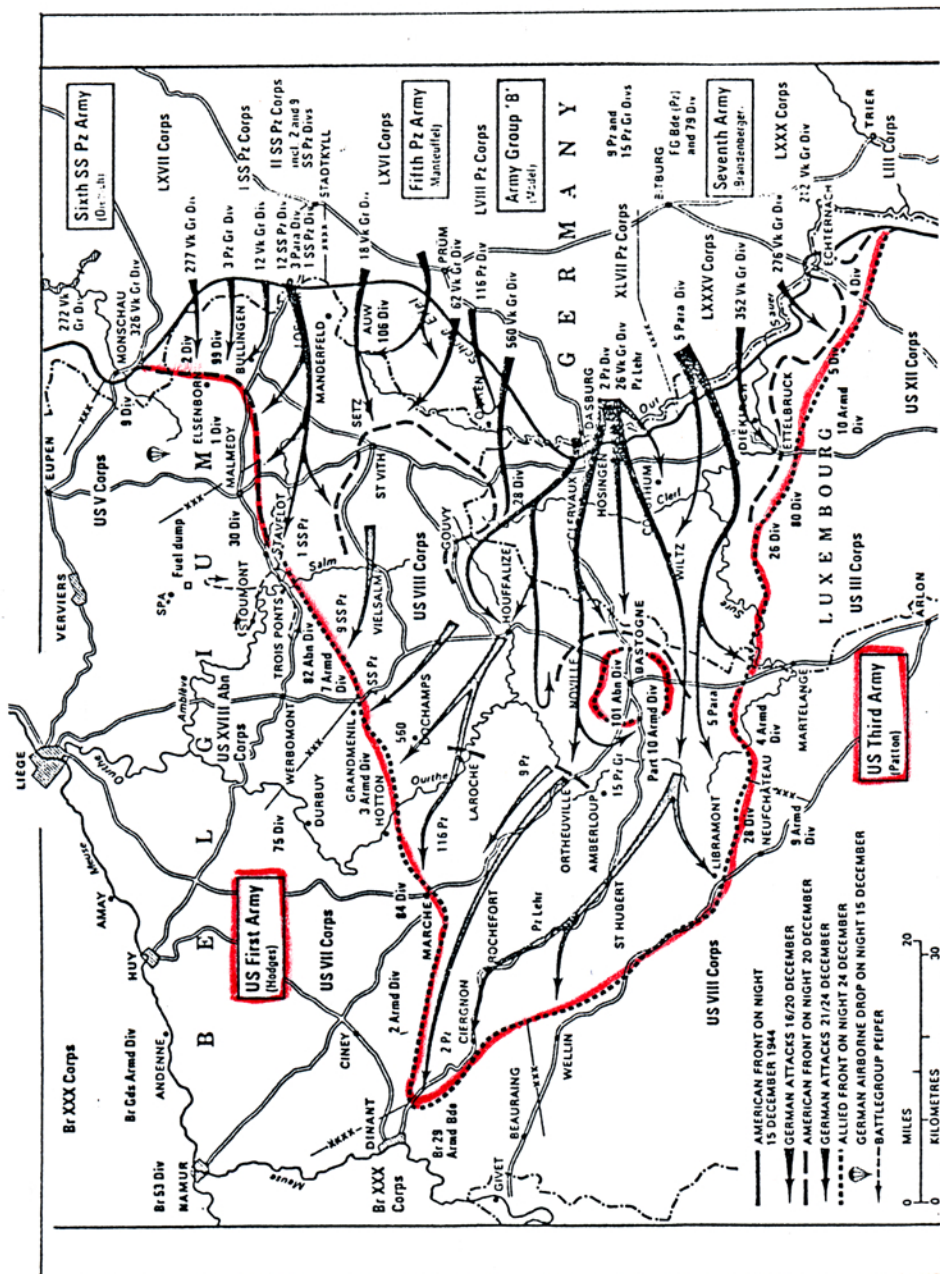 Br XXX Corps
LIÈGE
Br 53 Div
NAMUR
Br Gds Armd Div
ANDENNE
HUY
AMAY
Meuse
Ourthe
VERVIERS
EUPEN
US V Corps
MONSCHAU
272 Vk
Gr Div
326 Vk Gr Div
Sixth SS Pz Army
LXVII Corps
277 Vk Gr Div
3 Pz Gr Div
12 Vk Gr Div
I SS Pz Corps
12 SS Pz Div
3 Para Div
1 SS Pz Div
II SS Pz Corps
incl. 2 and 9
SS Pz Divs
STADTKYLL
BELGIUM
9 Div
2 Div
ELSENBORN
99 Div
1 Div
BULLINGEN
MALMEDY
30 Div
Fuel dump
SPA
STOUMONT
STAVELOT
TROIS PONTS
Amblève
US XVIII Abn
Corps
WERBOMONT
82 Abn Div
7 Armd
Div
1 SS Pz
9 SS Pz
Salm
VIELSALM
SETZ
ST VITH
MANDERFELD
AUW
106 Div
18 Vk Gr Div
LXVI Corps
Fifth Pz Army
(Manteuffel)
PRUM
62 Vk Gr Div
116 Pz Div
LVIII Pz Corps
Army Group 'B'
(Model)
560 Vk Gr Div
US First Army
(Hodges)
US VII Corps
CINEY
75 Div
DURBUY
GRANDMENIL
3 Armd Div
HOTTON
SS Pz
560
DOCHAMPS
US VIII Corps
GOUVY
28 Div
HOUFFALIZE
LAROCHE
Ourthe
116 Pz
84 Div
MARCHE
2 Armd Div
Meuse
XXXX
DINANT
Br XXX
Corps
Br 29
Armd Bde
2 Pz
CIERGNON
ROCHEFORT
9 Pz
Pz Lehr
ORTHEUVILLE
AMBERLOUP
NOVILLE
CLERVAUX
DASBURG
HOSINGEN
2 Pz Div
26 Vk Gr Div
Pz Lehr
XLVII Pz Corps
GERMANY
9 Pz and
15 Pz Gr Divs
BITBURG
FG Bde (Pz)
and 79 Div
101 Abn Div
BASTOGNE
15 Pz Gr
Part 10 Armd Div
Clerf
Our
WILTZ
5 Para
5 Para Div
LXXXV Corps
352 Vk Gr Div
Seventh Army
Brandenberger
Sauer
276 Vk Gr Div
LXXX Corps
212 Vk Gr Div
ECHTERNACH
TRIER
LIII Corps
GIVET
BEAURAING
WELLIN
ST HUBERT
LIBRAMONT
US VIII Corps
28 Div
NEUFCHÂTEAU
9 Armd
Div
4 Armd
Div
MARTELANGE
Sure
DIEKIRCH
ETTELBRUCK
26 Div
80 Div
10 Armd
Div
5 Div
4 Div
LUXEMBOURG
US III Corps
US XII Corps
ARLON
US Third Army
(Patton)
AMERICAN FRONT ON NIGHT
15 DECEMBER 1944
GERMAN ATTACKS 16/20 DECEMBER
AMERICAN FRONT ON NIGHT 20 DECEMBER
GERMAN ATTACKS 21/24 DECEMBER
ALLIED FRONT ON NIGHT 24 DECEMBER
GERMAN AIRBORNE DROP ON NIGHT 15 DECEMBER
BATTLEGROUP PEIPER
MILES
0 20
0 30
KILOMETRES